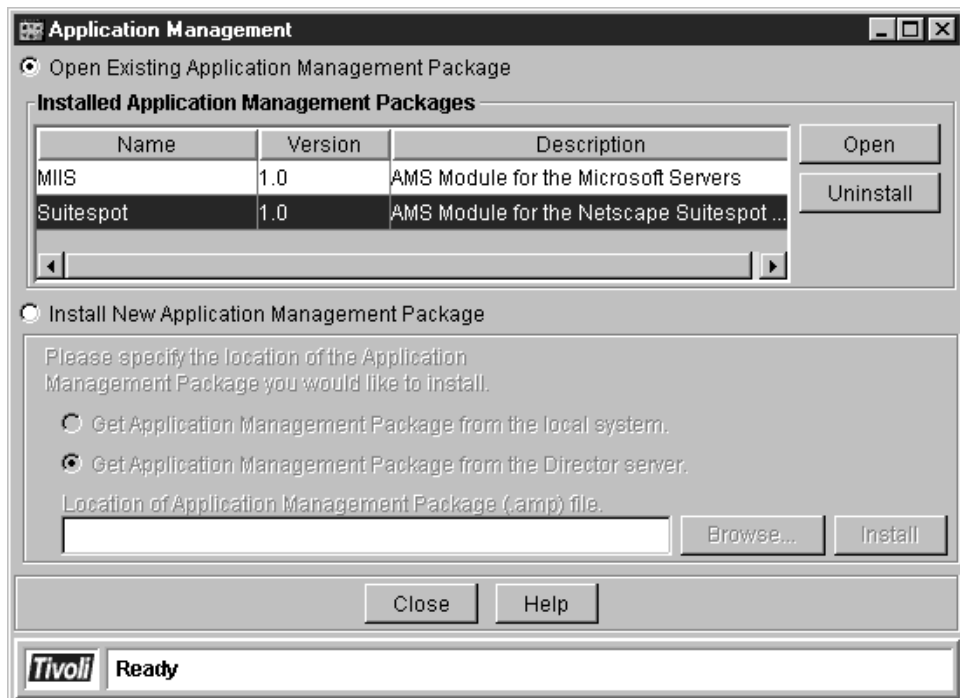 Application Management
Open Existing Application Management Package
Installed Application Management Packages
Name Version Description
MIIS 1.0 AMS Module for the Microsoft Servers
Suitespot 1.0 AMS Module for the Netscape Suitespot ...
Open
Uninstall
Install New Application Management Package
Please specify the location of the Application
Management Package you would like to install.
Get Application Management Package from the local system.
Get Application Management Package from the Director server.
Location of Application Management Package (.amp) file.
Browse... Install
Close Help
Tivoli Ready